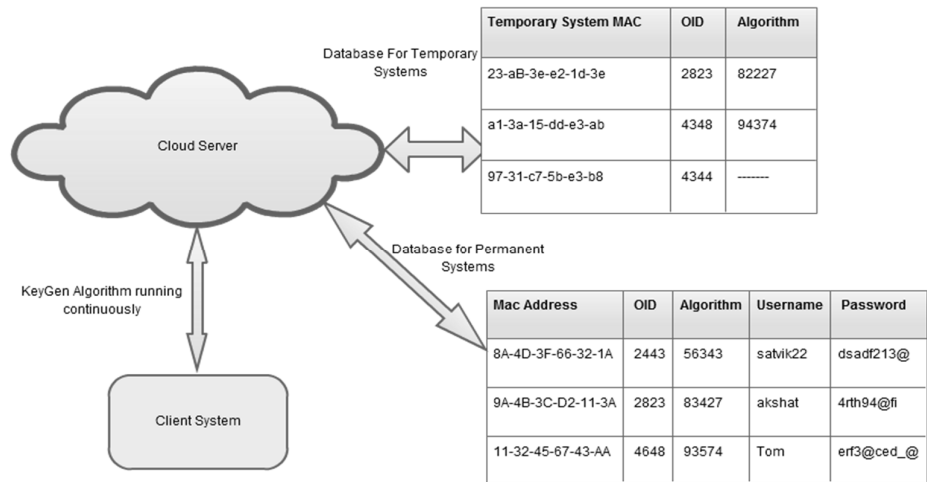 Database For Temporary
Systems
Temporary System MAC OID Algorithm
23-aB-3e-e2-1d-3e 2823 82227
a1-3a-15-dd-e3-ab 4348 94374
97-31-c7-5b-e3-b8 4344 -------
Cloud Server
Database for Permanent
Systems
KeyGen Algorithm running
continuously
Client System
Mac Address OID Algorithm Username Password
8A-4D-3F-66-32-1A 2443 56343 satvik22 dsadf213@
9A-4B-3C-D2-11-3A 2823 83427 akshat 4rth94@fi
11-32-45-67-43-AA 4648 93574 Tom erf3@ced_@